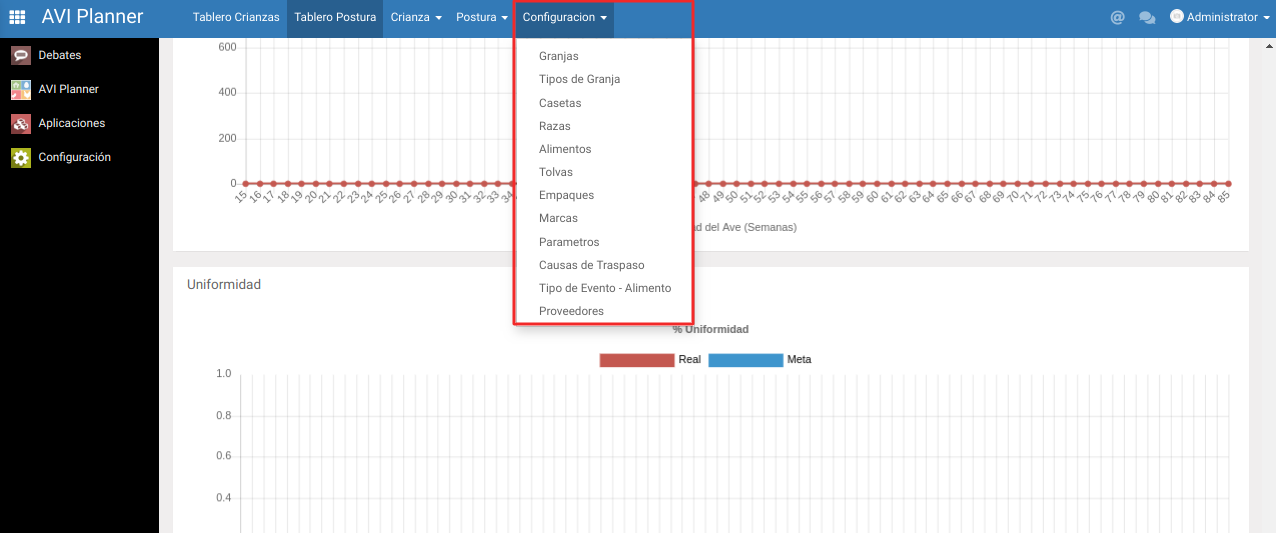 AVI Planner
Tablero Crianzas
Tablero Postura
Crianza
Postura
Configuracion
@
Administrator
Debates
AVI Planner
Aplicaciones
Configuración
Granjas
Tipos de Granja
Casetas
Razas
Alimentos
Tolvas
Empaques
Marcas
Parametros
Causas de Traspaso
Tipo de Evento - Alimento
Proveedores
600
400
200
0
15 16 17 18 19 20 21 22 23 24 25 26 27 28 29 30 31 32 33 34 48 49 50 51 52 53 54 55 56 57 58 59 60 61 62 63 64 65 66 67 68 69 70 71 72 73 74 75 76 77 78 79 80 81 82 83 84 85
d del Ave (Semanas)
Uniformidad
% Uniformidad
Real Meta
1.0
0.8
0.6
0.4